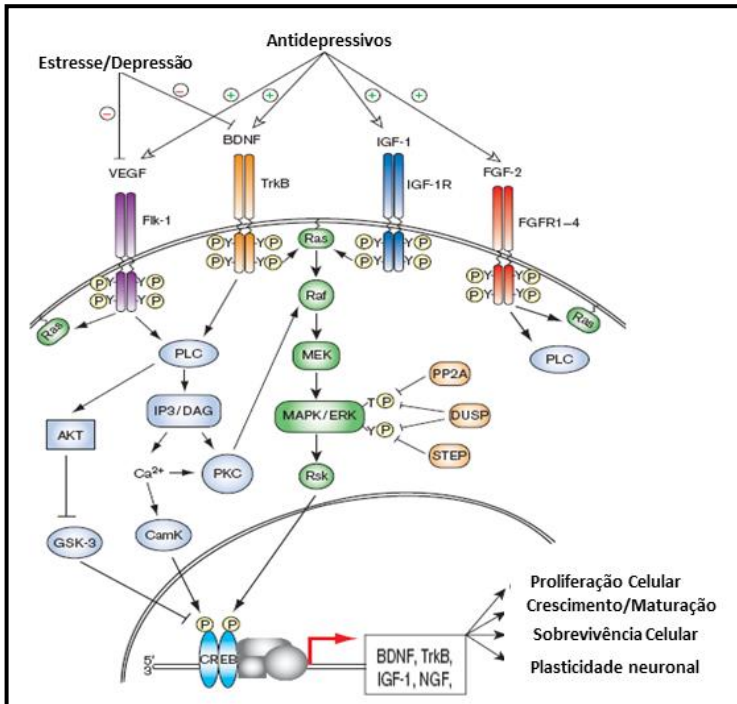 Antidepressivos
Estresse/Depressão
BDNF
IGF-1
VEGF
FGF-2
TrkB
IGF-1R
Flk-1
FGFR1–4
P Y Y P
Ras
P Y Y P
P Y Y P
P Y Y P
P Y Y P
P Y Y P
P Y Y P
P Y Y P
Ras
Raf
Ras
PLC
MEK
PLC
PP2A
IP3/DAG
MAPK/ERK
T P
DUSP
AKT
Y P
STEP
Ca2+
PKC
Rsk
GSK-3
CamK
P P
Proliferação Celular
Crescimento/Maturação
Sobrevivência Celular
Plasticidade neuronal
CREB
5'
3'
BDNF, TrkB,
IGF-1, NGF,